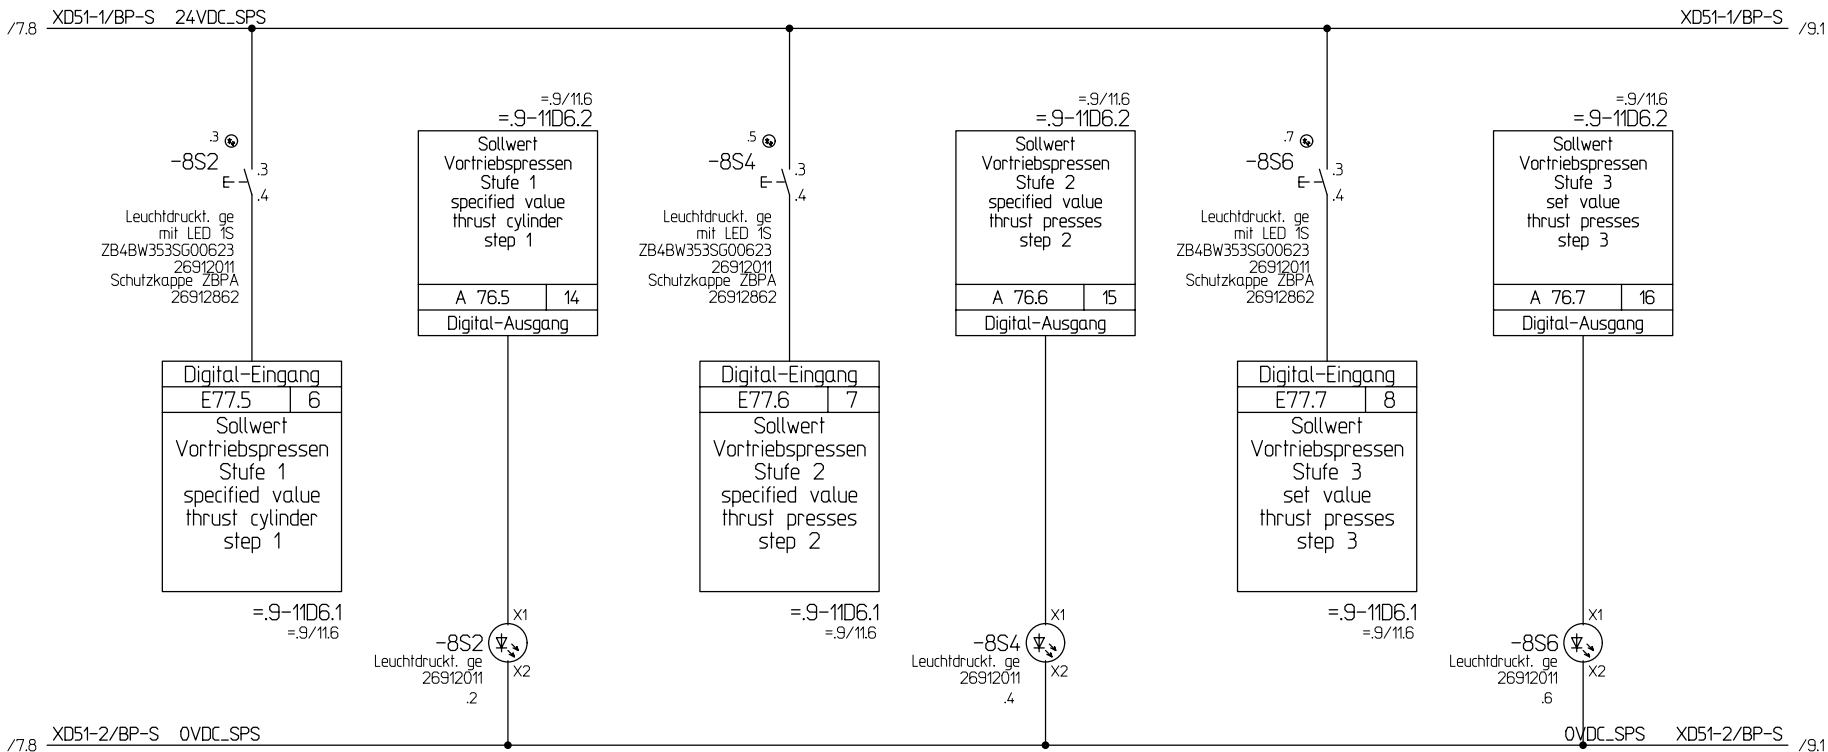 /7.8 XD51-1/BP-S 24VDC_SPS XD51-1/BP-S /9.1
.3
-8S2
.3
.4
Leuchtdruckt. ge
mit LED 1S
ZB4BW353SG00623
26912011
Schutzkappe ZBPA
26912862
Digital-Eingang
E77.5 6
Sollwert
Vortriebspressen
Stufe 1
specified value
thrust cylinder
step 1
=.9-11D6.1
=.9/11.6
=.9/11.6
=.9-11D6.2
Sollwert
Vortriebspressen
Stufe 1
specified value
thrust cylinder
step 1
A 76.5 14
Digital-Ausgang
X1
-8S2
Leuchtdruckt. ge
X2
26912011
.2
.5
-8S4
.3
.4
Leuchtdruckt. ge
mit LED 1S
ZB4BW353SG00623
26912011
Schutzkappe ZBPA
26912862
Digital-Eingang
E77.6 7
Sollwert
Vortriebspressen
Stufe 2
specified value
thrust presses
step 2
=.9-11D6.1
=.9/11.6
=.9/11.6
=.9-11D6.2
Sollwert
Vortriebspressen
Stufe 2
specified value
thrust presses
step 2
A 76.6 15
Digital-Ausgang
X1
-8S4
Leuchtdruckt. ge
X2
26912011
.4
.7
-8S6
.3
.4
Leuchtdruckt. ge
mit LED 1S
ZB4BW353SG00623
26912011
Schutzkappe ZBPA
26912862
Digital-Eingang
E77.7 8
Sollwert
Vortriebspressen
Stufe 3
set value
thrust presses
step 3
=.9-11D6.1
=.9/11.6
=.9/11.6
=.9-11D6.2
Sollwert
Vortriebspressen
Stufe 3
set value
thrust presses
step 3
A 76.7 16
Digital-Ausgang
X1
-8S6
Leuchtdruckt. ge
X2
26912011
.6
/7.8 XD51-2/BP-S 0VDC_SPS 0VDC_SPS XD51-2/BP-S /9.1